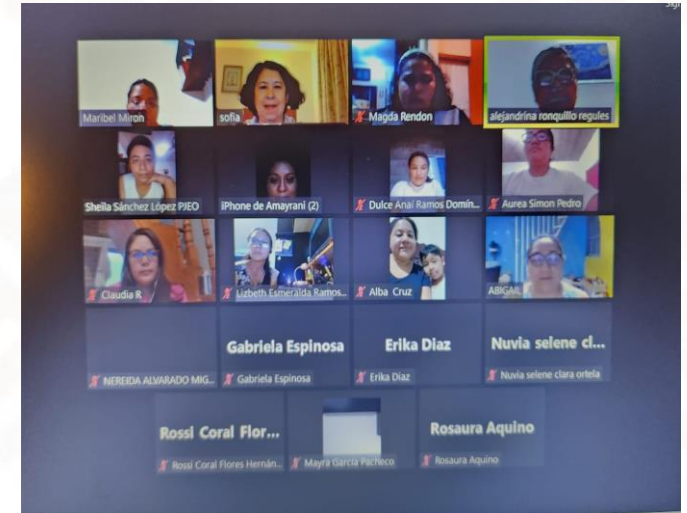 Maribel Miron
sofia
Magda Rendon
alejandrina ronquillo regules
Sheila Sánchez López PJEO
iPhone de Amayrani (2)
Dulce Anaí Ramos Domín...
Aurea Simon Pedro
Claudia R
Lizbeth Esmeralda Ramos...
Alba Cruz
ABIGAIL
NEREIDA ALVARADO MIG...
Gabriela Espinosa
Gabriela Espinosa
Erika Diaz
Erika Diaz
Nuvia selene cl...
Nuvia selene clara ortela
Rossi Coral Flor...
Rossi Coral Flores Hernán...
Mayra García Pacheco
Rosaura Aquino
Rosaura Aquino